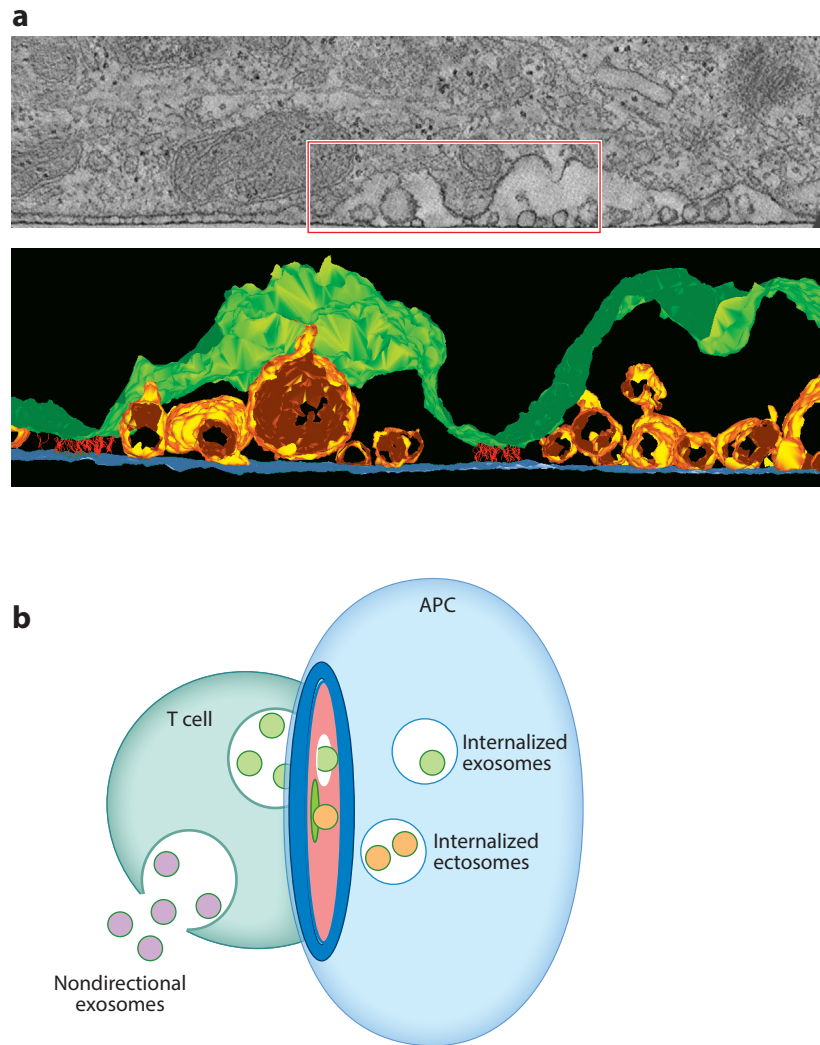 a
b
APC
T cell
Internalized
exosomes
Internalized
ectosomes
Nondirectional
exosomes